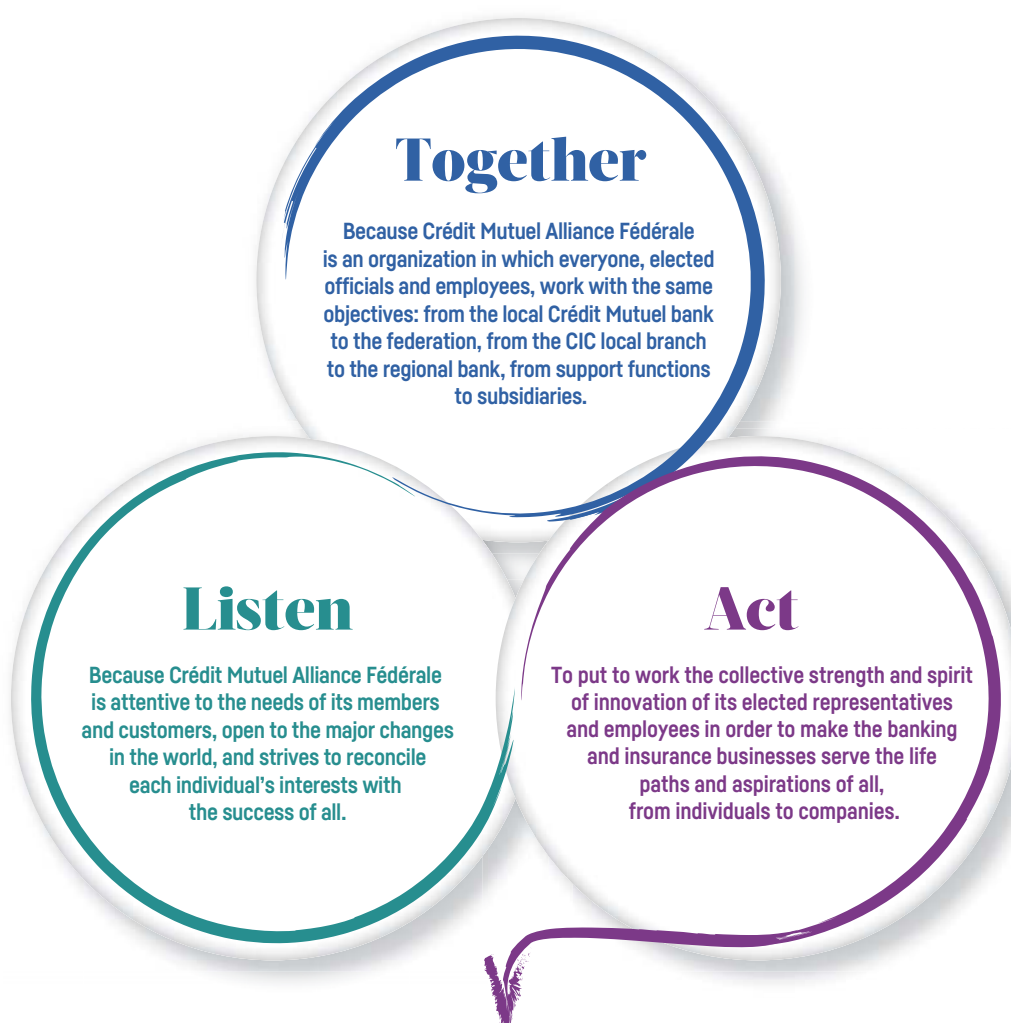 Together
Because Crédit Mutuel Alliance Fédérale
is an organization in which everyone, elected
officials and employees, work with the same
objectives: from the local Crédit Mutuel bank
to the federation, from the CIC local branch
to the regional bank, from support functions
to subsidiaries.
Listen
Because Crédit Mutuel Alliance Fédérale
is attentive to the needs of its members
and customers, open to the major changes
in the world, and strives to reconcile
each individual’s interests with
the success of all.
Act
To put to work the collective strength and spirit
of innovation of its elected representatives
and employees in order to make the banking
and insurance businesses serve the life
paths and aspirations of all,
from individuals to companies.